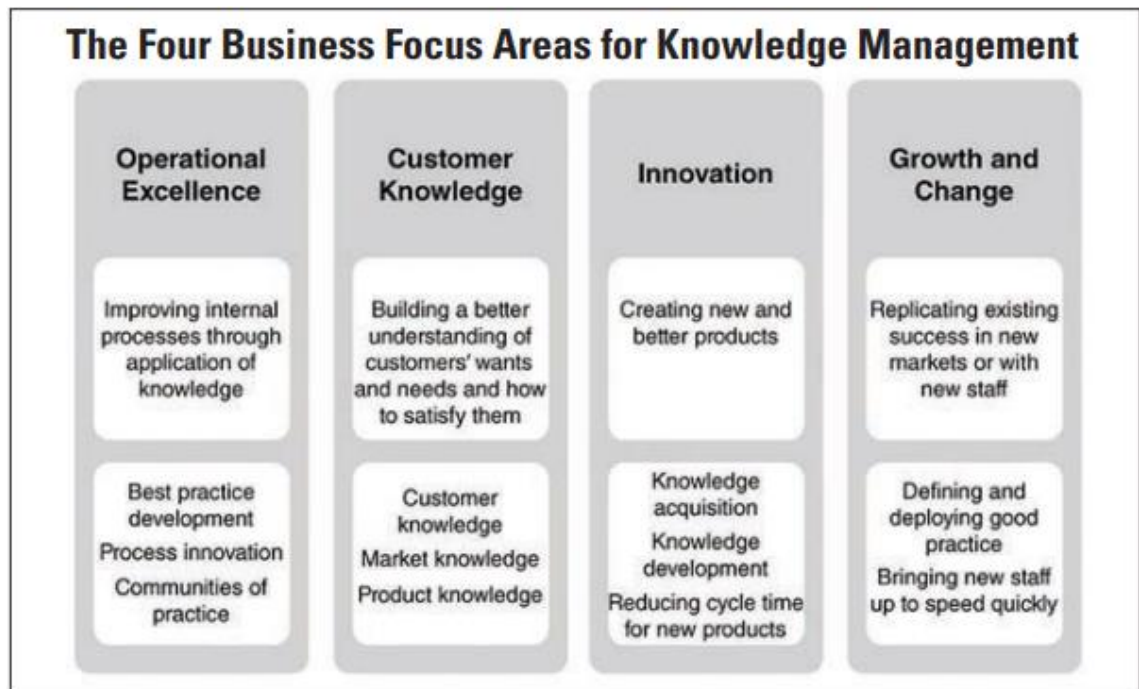 The Four Business Focus Areas for Knowledge Management
Operational
Excellence
Improving internal
processes through
application of
knowledge
Best practice
development
Process innovation
Communities of
practice
Customer
Knowledge
Building a better
understanding of
customers' wants
and needs and how
to satisfy them
Customer
knowledge
Market knowledge
Product knowledge
Innovation
Creating new and
better products
Knowledge
acquisition
Knowledge
development
Reducing cycle time
for new products
Growth and
Change
Replicating existing
success in new
markets or with
new staff
Defining and
deploying good
practice
Bringing new staff
up to speed quickly